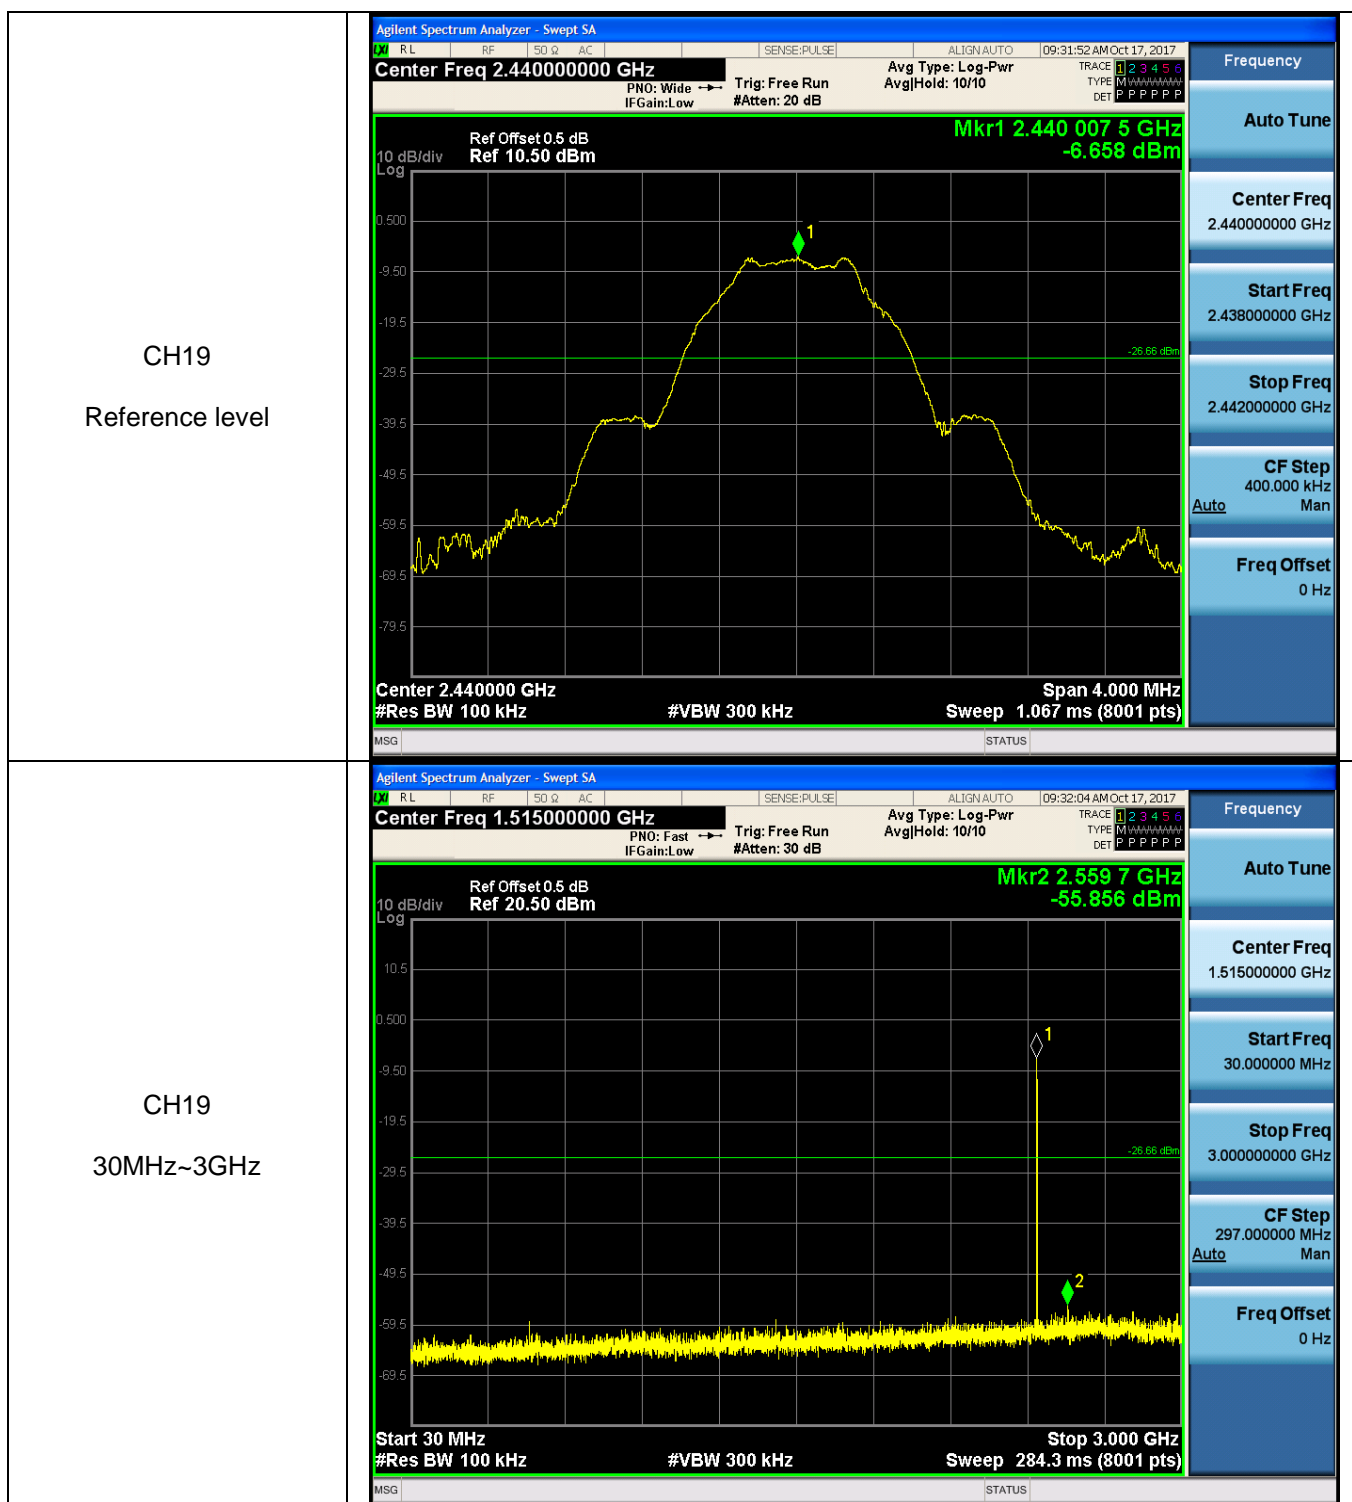 CH19
Reference level
Agilent Spectrum Analyzer - Swept SA
LXI RL RF 50 Ω AC SENSE:PULSE ALIGN AUTO 09:31:52 AM Oct 17, 2017
Center Freq 2.440000000 GHz
PNO: Wide
IFGain:Low
Trig: Free Run
#Atten: 20 dB
Avg Type: Log-Pwr
Avg|Hold: 10/10
TRACE 1 2 3 4 5 6
TYPE M
DET P P P P P P
Mkr1 2.440 007 5 GHz
-6.658 dBm
Ref Offset 0.5 dB
10 dB/div Ref 10.50 dBm
Log
0.500
-9.50
-19.5
-29.5
-39.5
-49.5
-59.5
-69.5
-79.5
1
-26.66 dBm
Center 2.440000 GHz Span 4.000 MHz
#Res BW 100 kHz #VBW 300 kHz Sweep 1.067 ms (8001 pts)
MSG STATUS
Frequency
Auto Tune
Center Freq
2.440000000 GHz
Start Freq
2.438000000 GHz
Stop Freq
2.442000000 GHz
CF Step
400.000 kHz
Auto Man
Freq Offset
0 Hz
CH19
30MHz~3GHz
Agilent Spectrum Analyzer - Swept SA
LXI RL RF 50 Ω AC SENSE:PULSE ALIGN AUTO 09:32:04 AM Oct 17, 2017
Center Freq 1.515000000 GHz
PNO: Fast
IFGain:Low
Trig: Free Run
#Atten: 30 dB
Avg Type: Log-Pwr
Avg|Hold: 10/10
TRACE 1 2 3 4 5 6
TYPE M
DET P P P P P P
Mkr2 2.559 7 GHz
-55.856 dBm
Ref Offset 0.5 dB
10 dB/div Ref 20.50 dBm
Log
10.5
0.500
-9.50
-19.5
-29.5
-39.5
-49.5
-59.5
-69.5
1
-26.66 dBm
2
Start 30 MHz Stop 3.000 GHz
#Res BW 100 kHz #VBW 300 kHz Sweep 284.3 ms (8001 pts)
MSG STATUS
Frequency
Auto Tune
Center Freq
1.515000000 GHz
Start Freq
30.000000 MHz
Stop Freq
3.000000000 GHz
CF Step
297.000000 MHz
Auto Man
Freq Offset
0 Hz